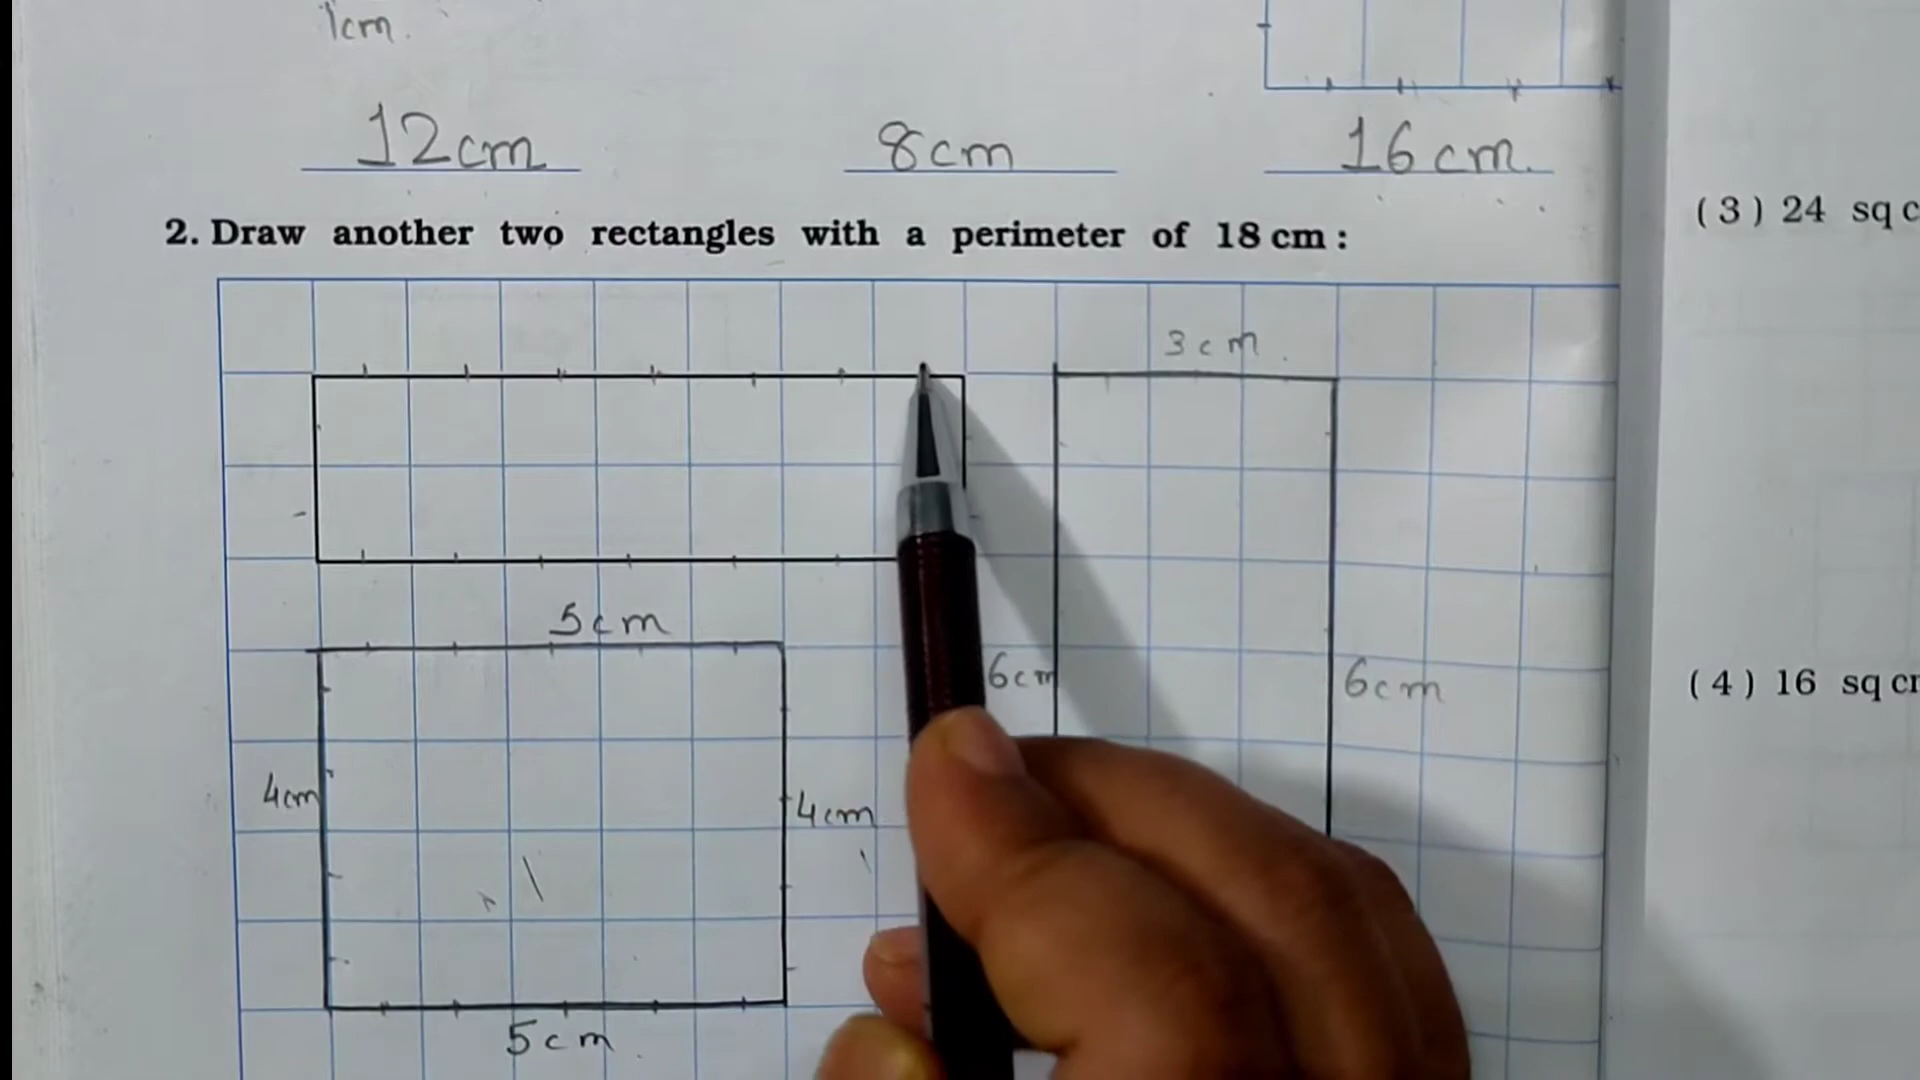 1cm.
12cm 8cm 16cm.
2. Draw another two rectangles with a perimeter of 18 cm :
3cm.
5cm
6cm 6cm
4cm 4cm
5cm.
( 3 ) 24 sq c
( 4 ) 16 sq cm